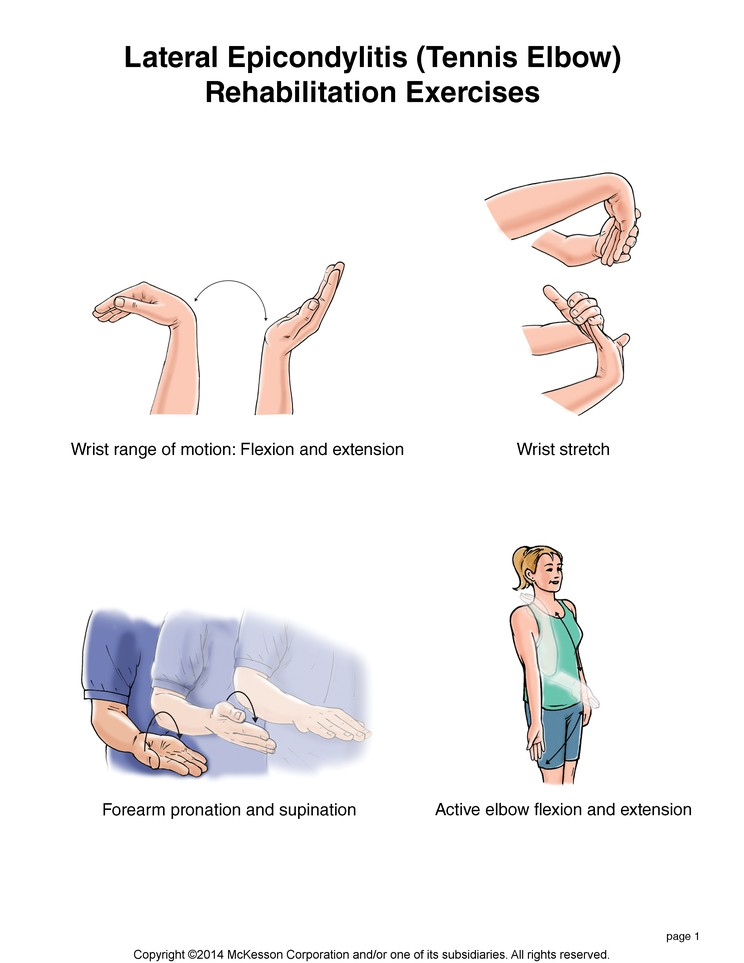 Lateral Epicondylitis (Tennis Elbow)
Rehabilitation Exercises
Wrist range of motion: Flexion and extension
Wrist stretch
Forearm pronation and supination
Active elbow flexion and extension
page 1
Copyright ©2014 McKesson Corporation and/or one of its subsidiaries. All rights reserved.